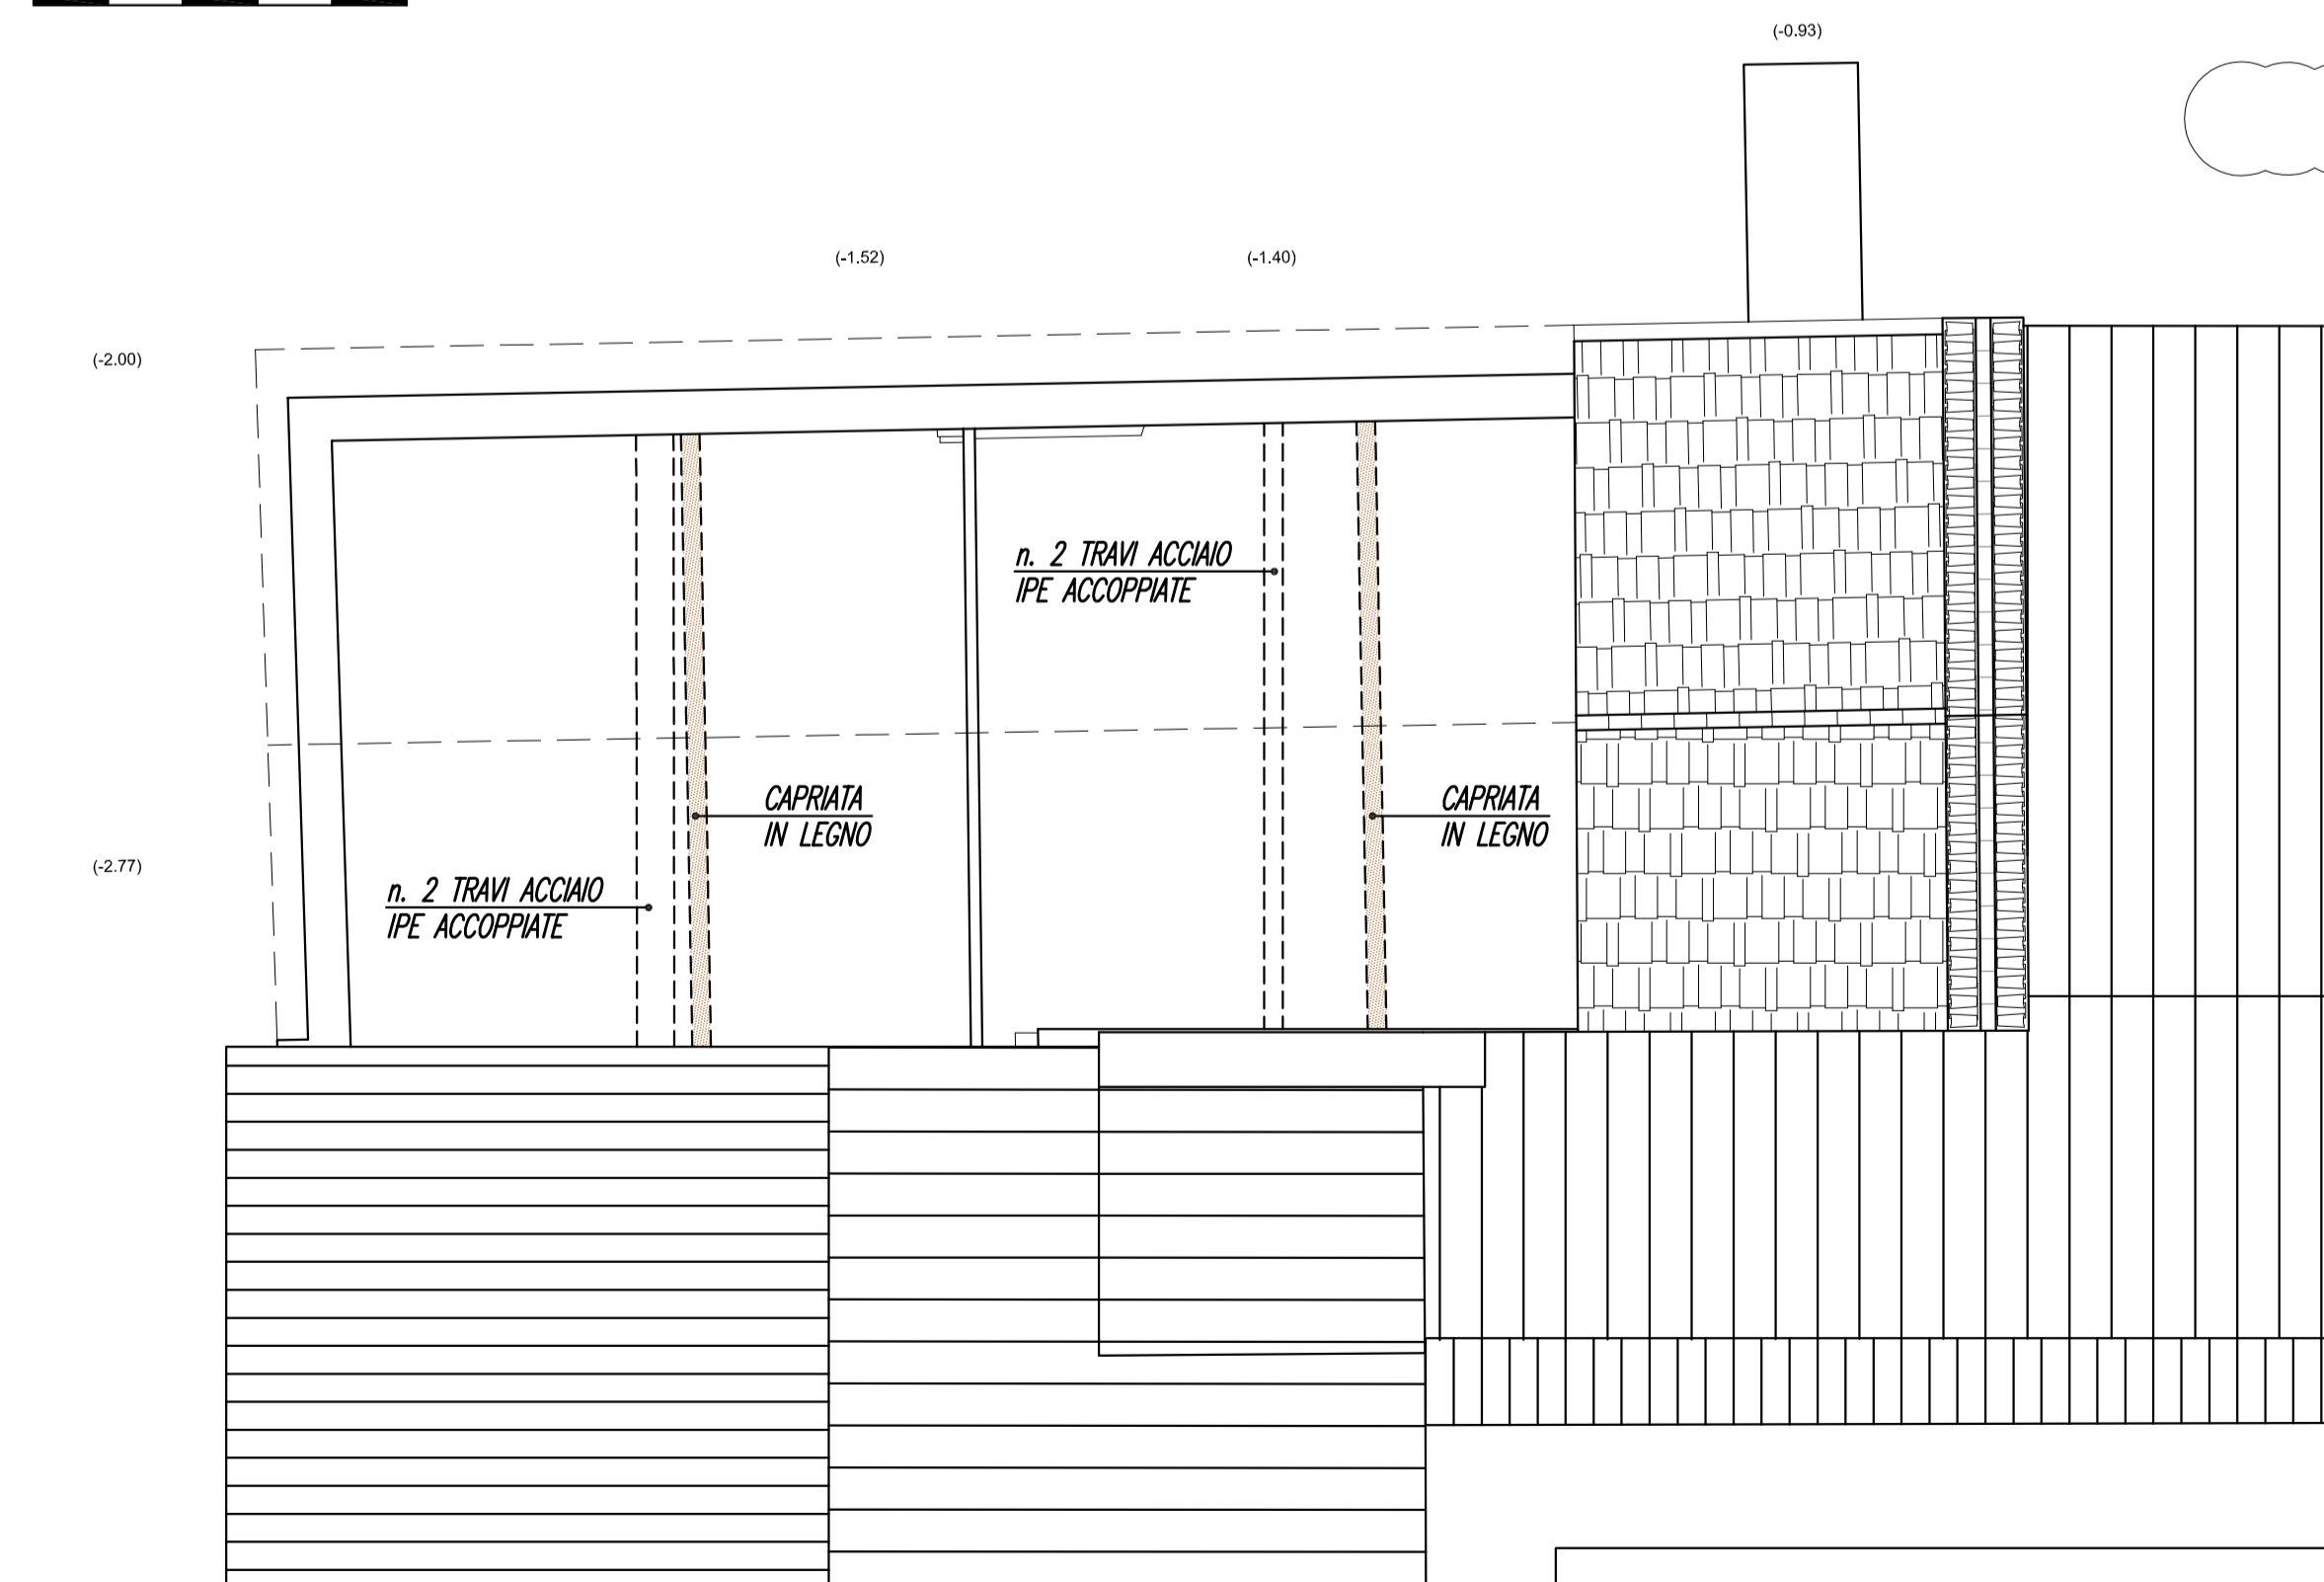 (-0.93)
(-1.52)
(-1.40)
(-2.00)
n. 2 TRAVI ACCIAIO
IPE ACCOPPIATE
CAPRIATA
IN LEGNO
CAPRIATA
IN LEGNO
(-2.77)
n. 2 TRAVI ACCIAIO
IPE ACCOPPIATE